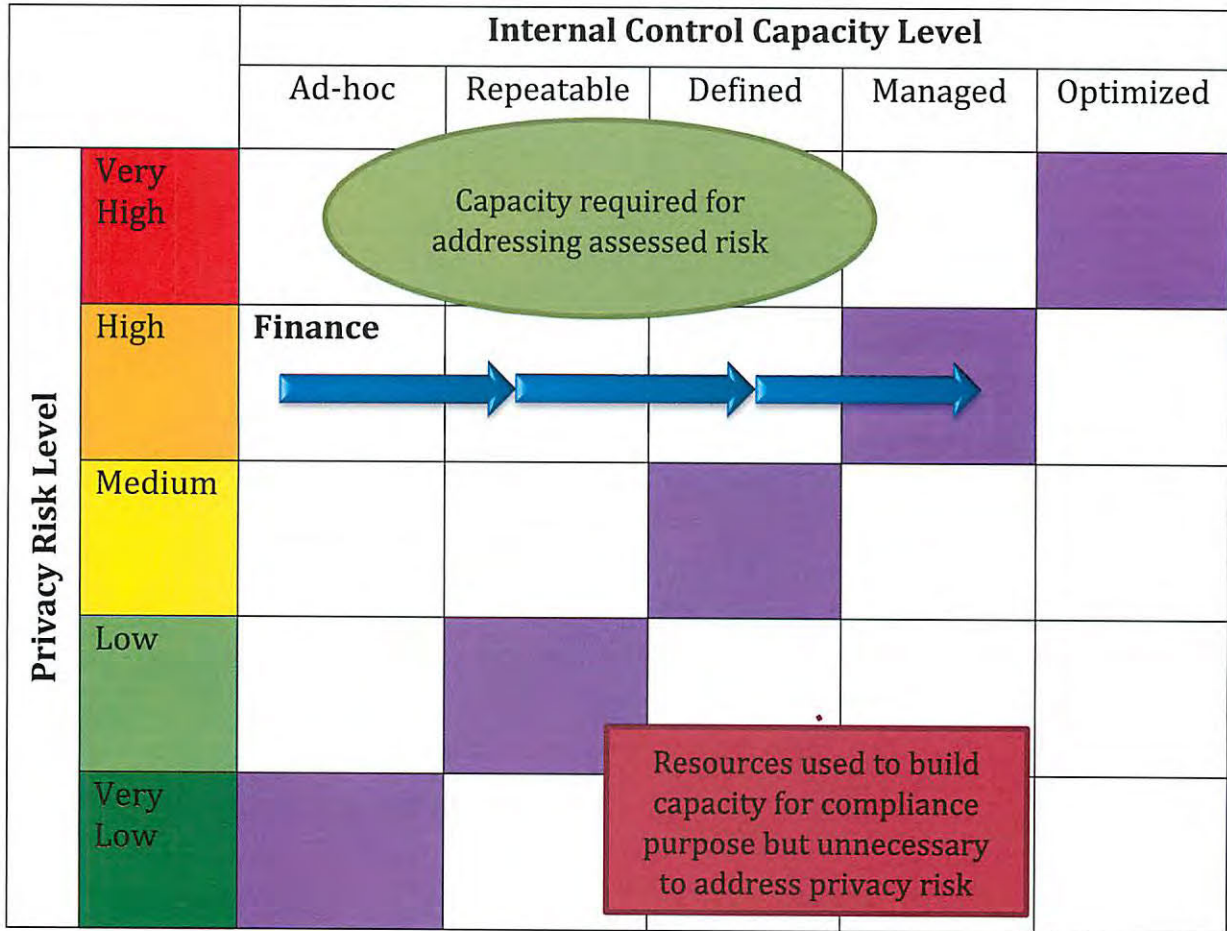 Internal Control Capacity Level
Ad-hoc Repeatable Defined Managed Optimized
Privacy Risk Level
Very
High
Capacity required for
addressing assessed risk
High
Finance
Medium
Low
Very
Low
Resources used to build
capacity for compliance
purpose but unnecessary
to address privacy risk